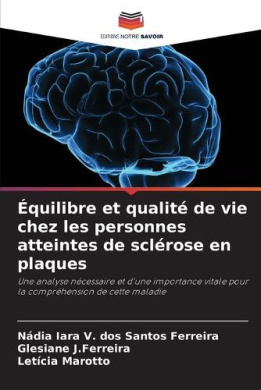 EDITIONS NOTRE SAVOIR
Équilibre et qualité de vie
chez les personnes
atteintes de sclérose en
plaques
Une analyse nécessaire et d'une importance vitale pour
la compréhension de cette maladie
Nádia Iara V. dos Santos Ferreira
Glesiane J.Ferreira
Letícia Marotto